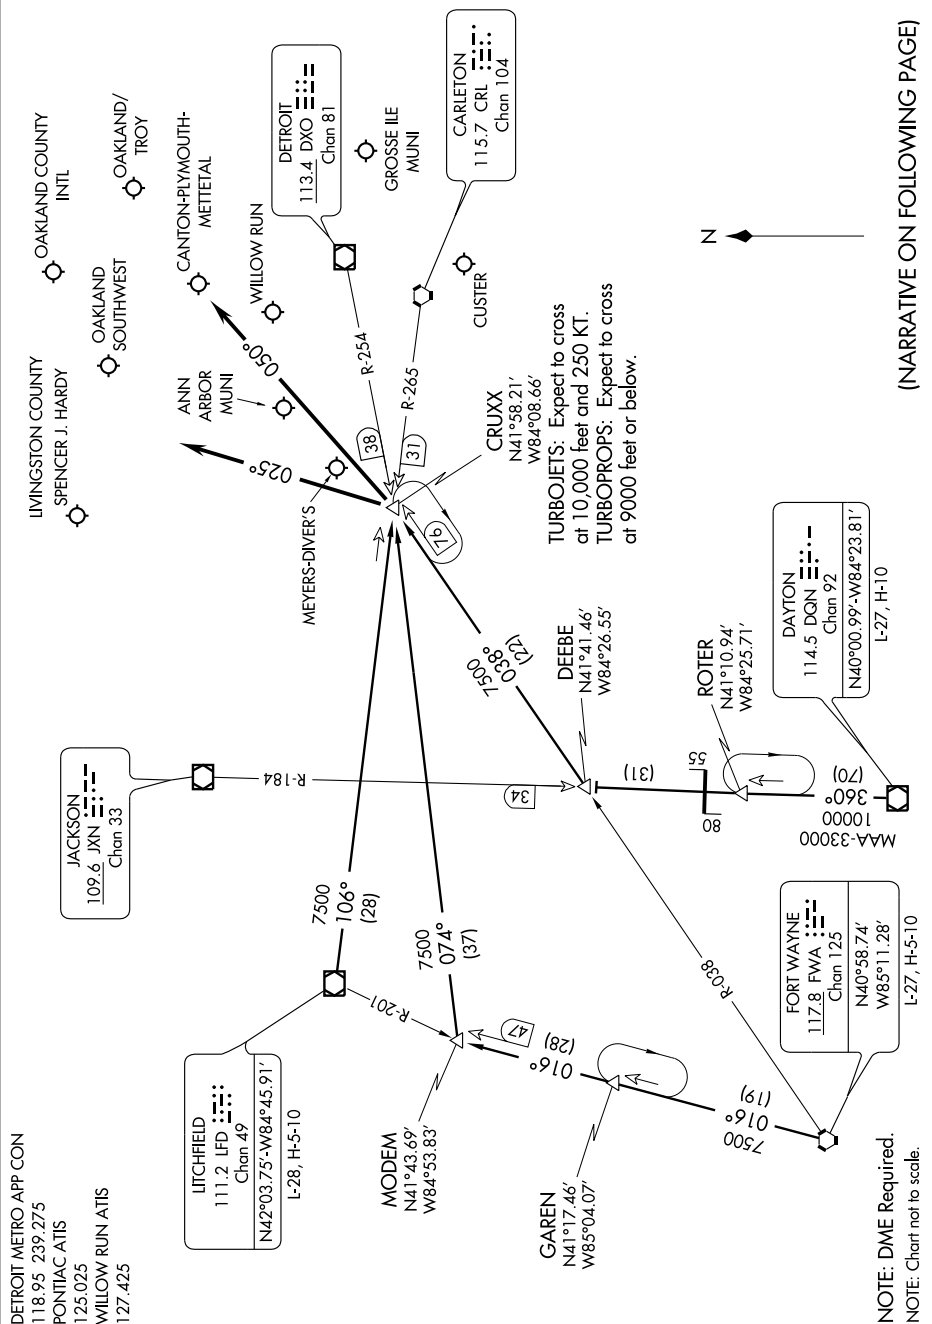 DETROIT METRO APP CON
118.95 239.275
PONTIAC ATIS
125.025
WILLOW RUN ATIS
127.425
LIVINGSTON COUNTY
SPENCER J. HARDY
OAKLAND COUNTY
INTL
OAKLAND
SOUTHWEST
OAKLAND/
TROY
CANTON-PLYMOUTH-
METTETAL
ANN
ARBOR
MUNI
WILLOW RUN
MEYERS-DIVER'S
DETROIT
113.4 DXO
Chan 81
GROSSE ILE
MUNI
CARLETON
115.7 CRL
Chan 104
CUSTER
025°
050°
R-254
38
R-265
31
CRUXX
N41°58.21'
W84°08.66'
TURBOJETS: Expect to cross
at 10,000 feet and 250 KT.
TURBOPROPS: Expect to cross
at 9000 feet or below.
76
JACKSON
109.6 JXN
Chan 33
R-184
34
LITCHFIELD
111.2 LFD
Chan 49
N42°03.75'-W84°45.91'
L-28, H-5-10
7500
106°
(28)
R-201
7500
074°
(37)
MODEM
N41°43.69'
W84°53.83'
47
016°
(28)
GAREN
N41°17.46'
W85°04.07'
7500
016°
(19)
FORT WAYNE
117.8 FWA
Chan 125
N40°58.74'
W85°11.28'
L-27, H-5-10
R-038
7500
038°
(22)
DEEBE
N41°41.46'
W84°26.55'
(31)
55
80
ROTER
N41°10.94'
W84°25.71'
(70)
360°
10000
MAA-33000
DAYTON
114.5 DQN
Chan 92
N40°00.99'-W84°23.81'
L-27, H-10
N
NOTE: DME Required.
NOTE: Chart not to scale.
(NARRATIVE ON FOLLOWING PAGE)